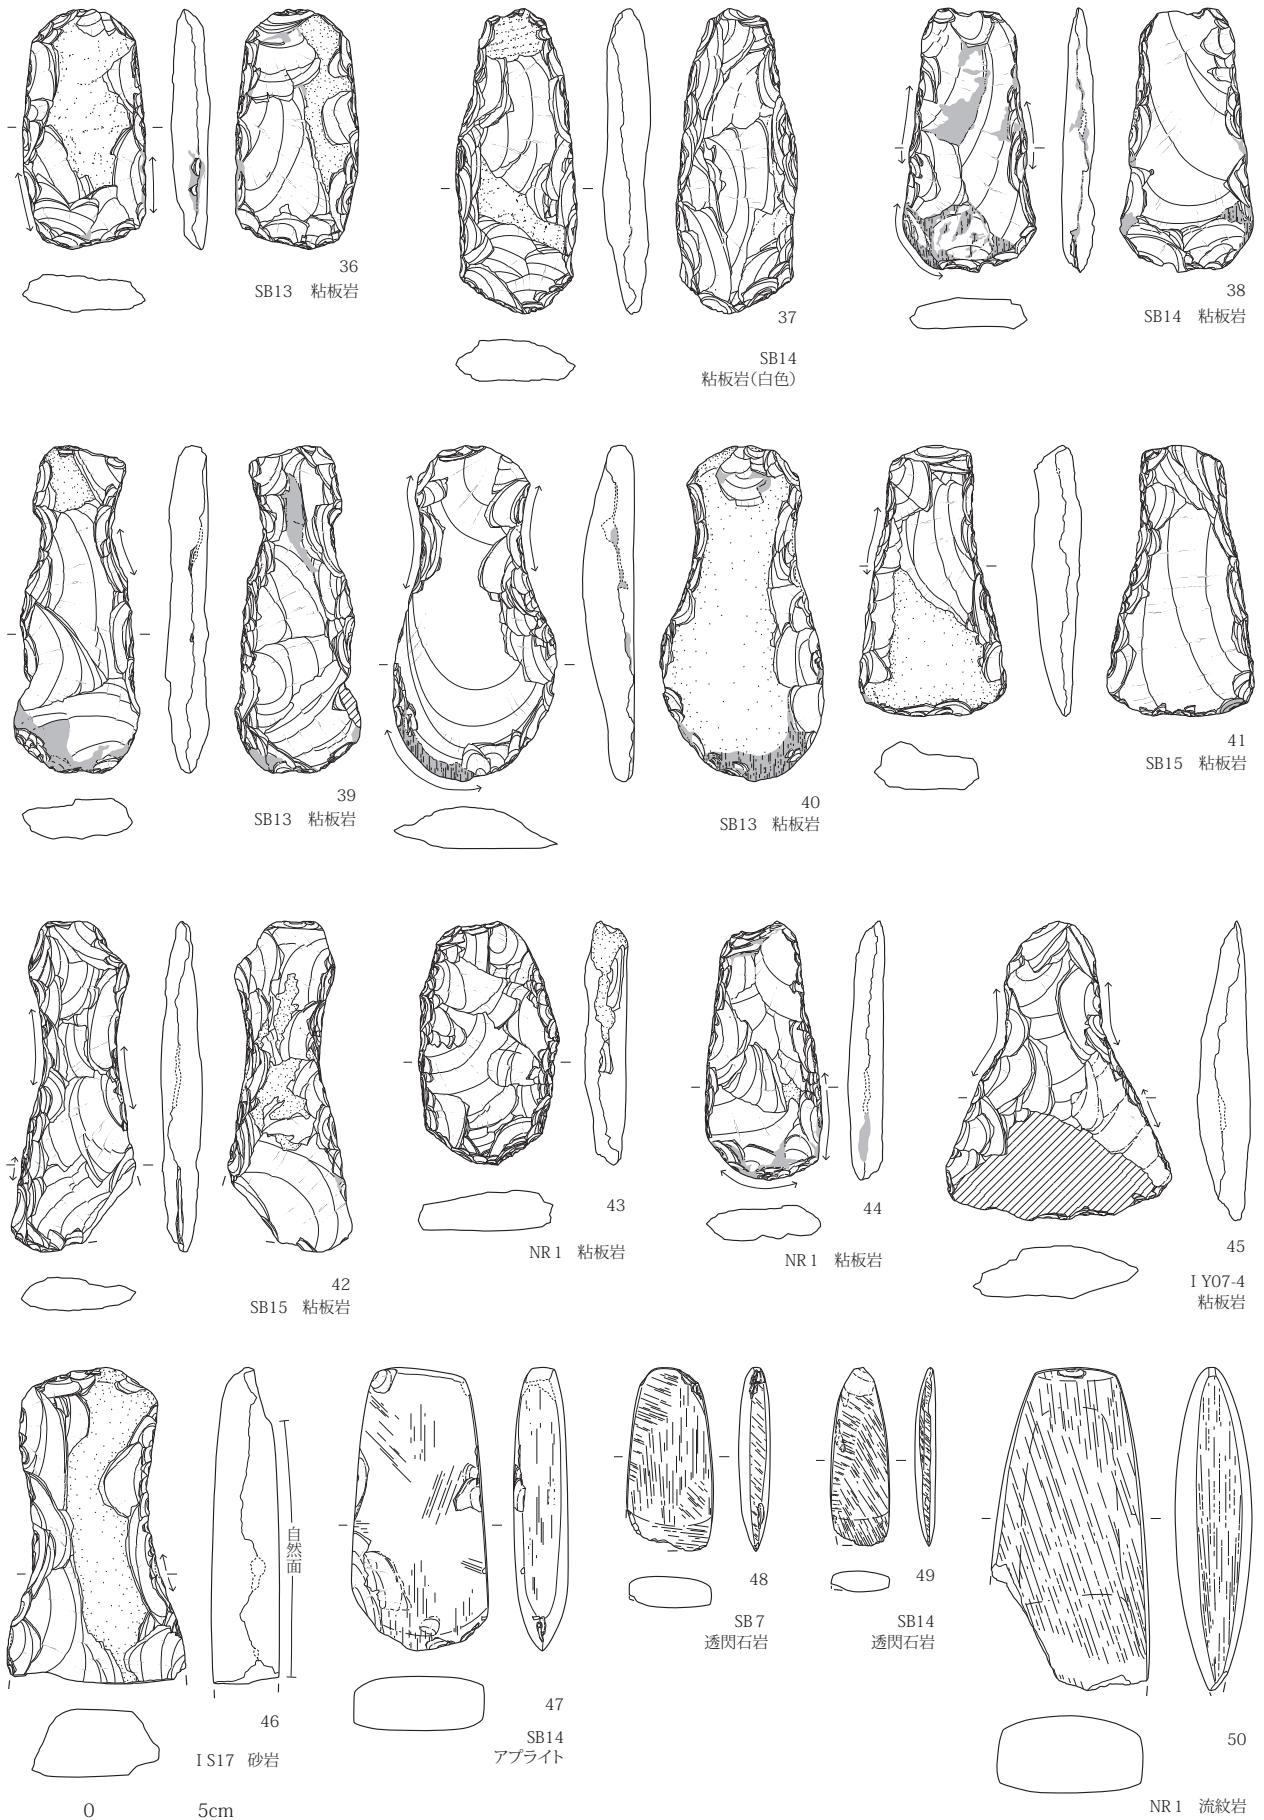 36
SB13　粘板岩
37
SB14
粘板岩（白色）
38
SB14　粘板岩
39
SB13　粘板岩
40
SB13　粘板岩
41
SB15　粘板岩
42
SB15　粘板岩
43
NR 1　粘板岩
44
NR 1　粘板岩
45
I Y07-4
粘板岩
自然面
46
I S17　砂岩
47
SB14
アプライト
48
SB 7
透閃石岩
49
SB14
透閃石岩
50
NR 1　流紋岩
0　5cm